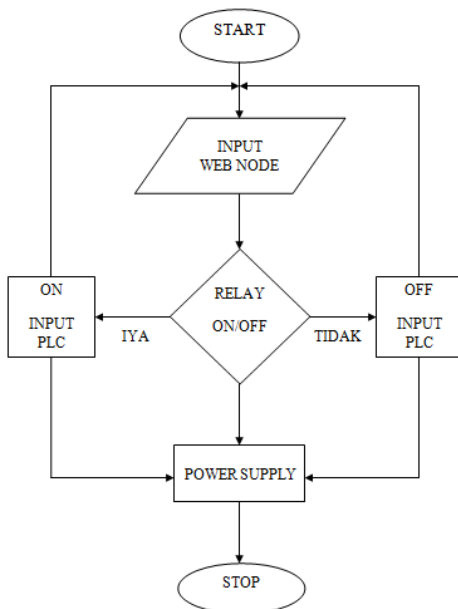 START
INPUT
WEB NODE
RELAY
ON/OFF
ON
INPUT
PLC
IYA
TIDAK
OFF
INPUT
PLC
POWER SUPPLY
STOP